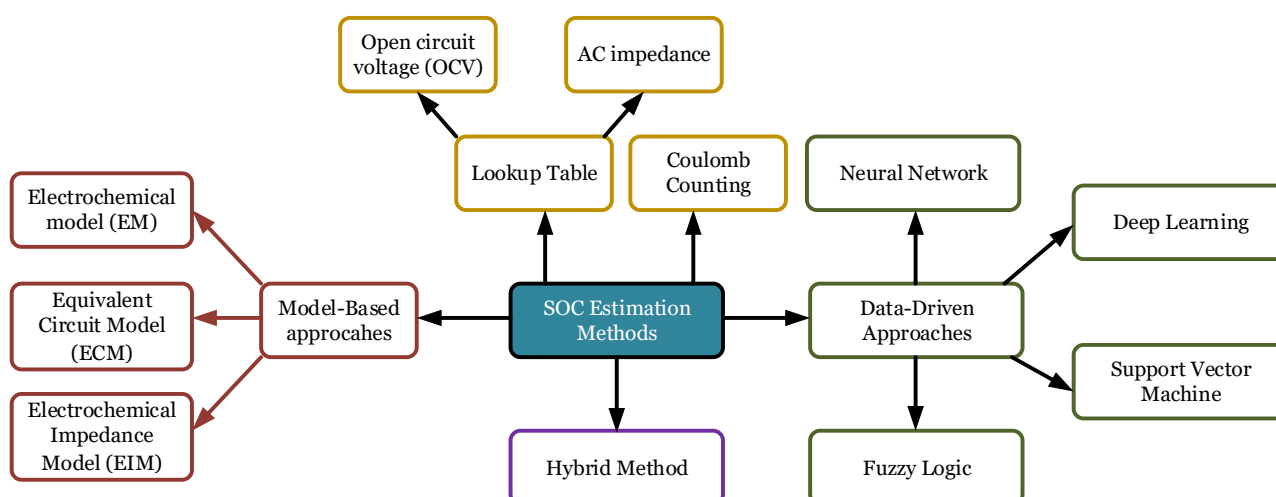 Open circuit
voltage (OCV)
AC impedance
Lookup Table
Coulomb
Counting
Neural Network
Electrochemical
model (EM)
Deep Learning
Equivalent
Circuit Model
(ECM)
Model-Based
approcahes
SOC Estimation
Methods
Data-Driven
Approaches
Support Vector
Machine
Electrochemical
Impedance
Model (EIM)
Hybrid Method
Fuzzy Logic